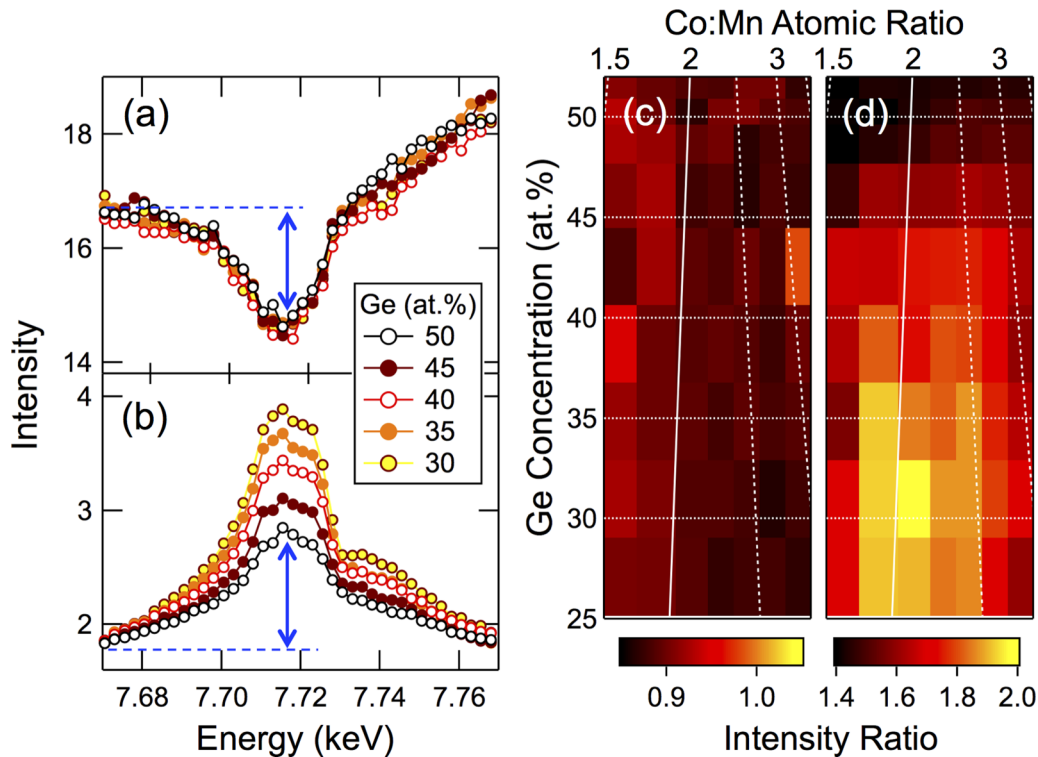 Co:Mn Atomic Ratio
1.5 2 3 1.5 2 3
(a)
(b)
(c)
(d)
18
16
14
4
3
2
Intensity
Ge (at.%)
50
45
40
35
30
7.68 7.70 7.72 7.74 7.76
Energy (keV)
Ge Concentration (at.%)
50
45
40
35
30
25
0.9 1.0
1.4 1.6 1.8 2.0
Intensity Ratio